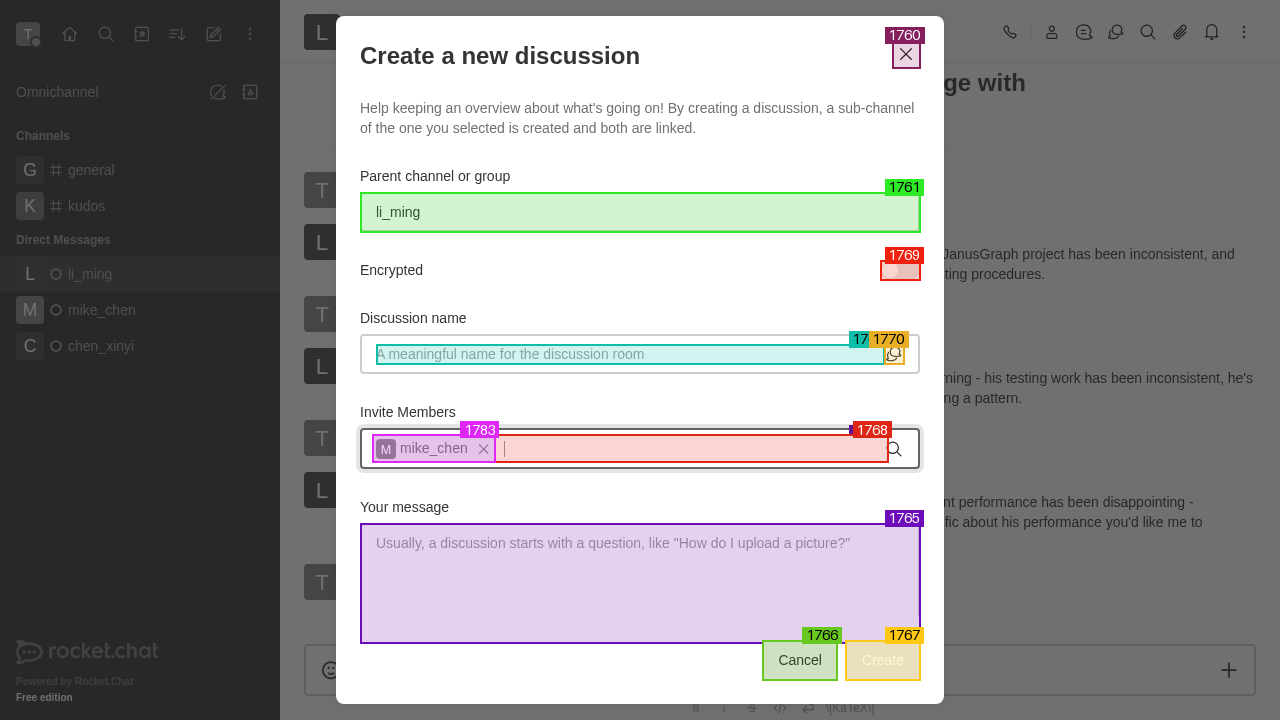 T
L
Create a new discussion
1760
ge with
Omnichannel
Help keeping an overview about what's going on! By creating a discussion, a sub-channel
of the one you selected is created and both are linked.
Channels
G general
K kudos
Direct Messages
L li_ming
M mike_chen
C chen_xinyi
Parent channel or group
1761
li_ming
T
L
JanusGraph project has been inconsistent, and
ting procedures.
1769
Encrypted
T
Discussion name
17
1770
A meaningful name for the discussion room
L
ning - his testing work has been inconsistent, he's
ng a pattern.
Invite Members
1783
1768
M mike_chen
T
L
nt performance has been disappointing -
fic about his performance you'd like me to
Your message
1765
Usually, a discussion starts with a question, like "How do I upload a picture?"
T
1766
1767
Cancel
Create
rocket.chat
Powered by Rocket.Chat
Free edition
\[KaTeX\]